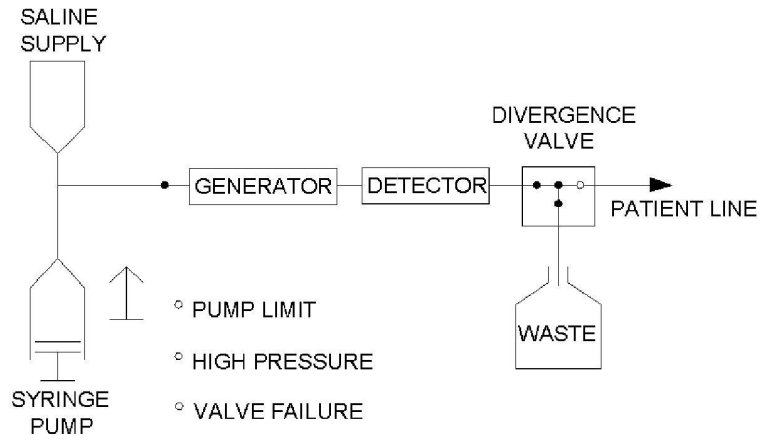 SALINE
SUPPLY
DIVERGENCE
VALVE
GENERATOR
DETECTOR
PATIENT LINE
PUMP LIMIT
WASTE
HIGH PRESSURE
SYRINGE
PUMP
VALVE FAILURE